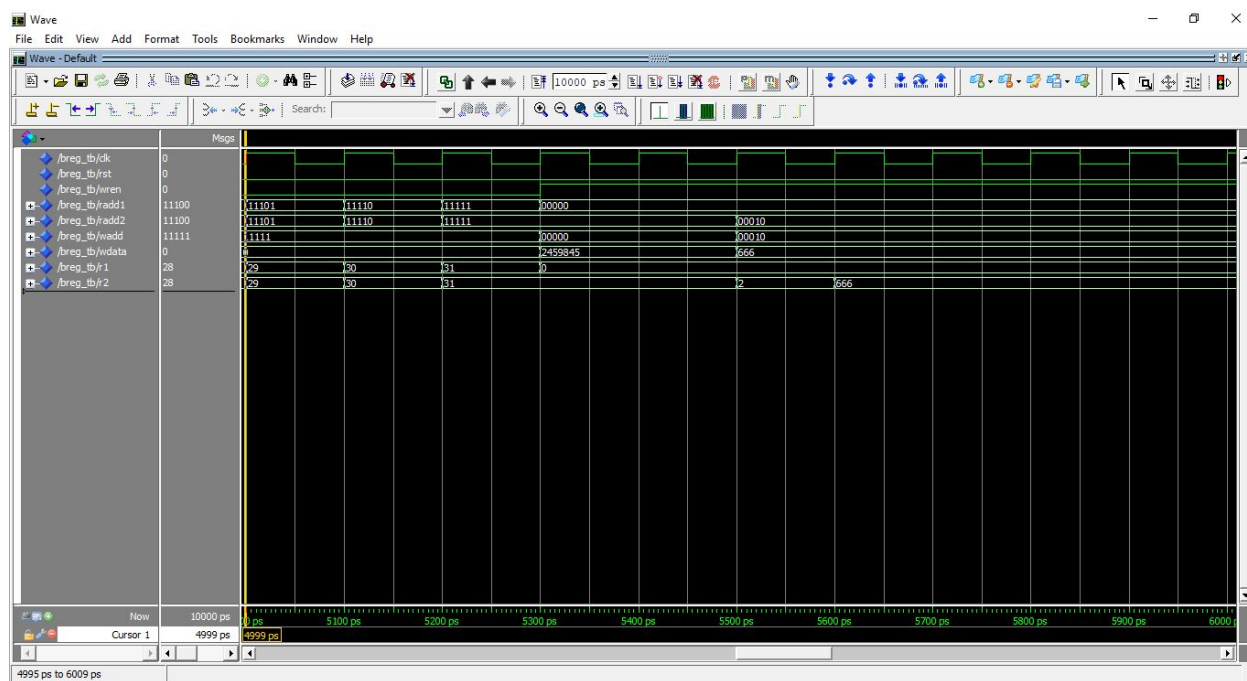 Wave
File Edit View Add Format Tools Bookmarks Window Help
Wave - Default
10000 ps
Search:
Msgs
/breg_tb/clk 0
/breg_tb/rst 0
/breg_tb/wren 0
/breg_tb/radd1 11100 11101 11110 11111 00000
/breg_tb/radd2 11100 11101 11110 11111 00010
/breg_tb/wadd 11111 1111 00000 00010
/breg_tb/wdata 0 2459845 666
/breg_tb/r1 28 29 30 31 0
/breg_tb/r2 28 29 30 31 2 666
Now 10000 ps ps 5100 ps 5200 ps 5300 ps 5400 ps 5500 ps 5600 ps 5700 ps 5800 ps 5900 ps 6000
Cursor 1 4999 ps 4999 ps
4995 ps to 6009 ps